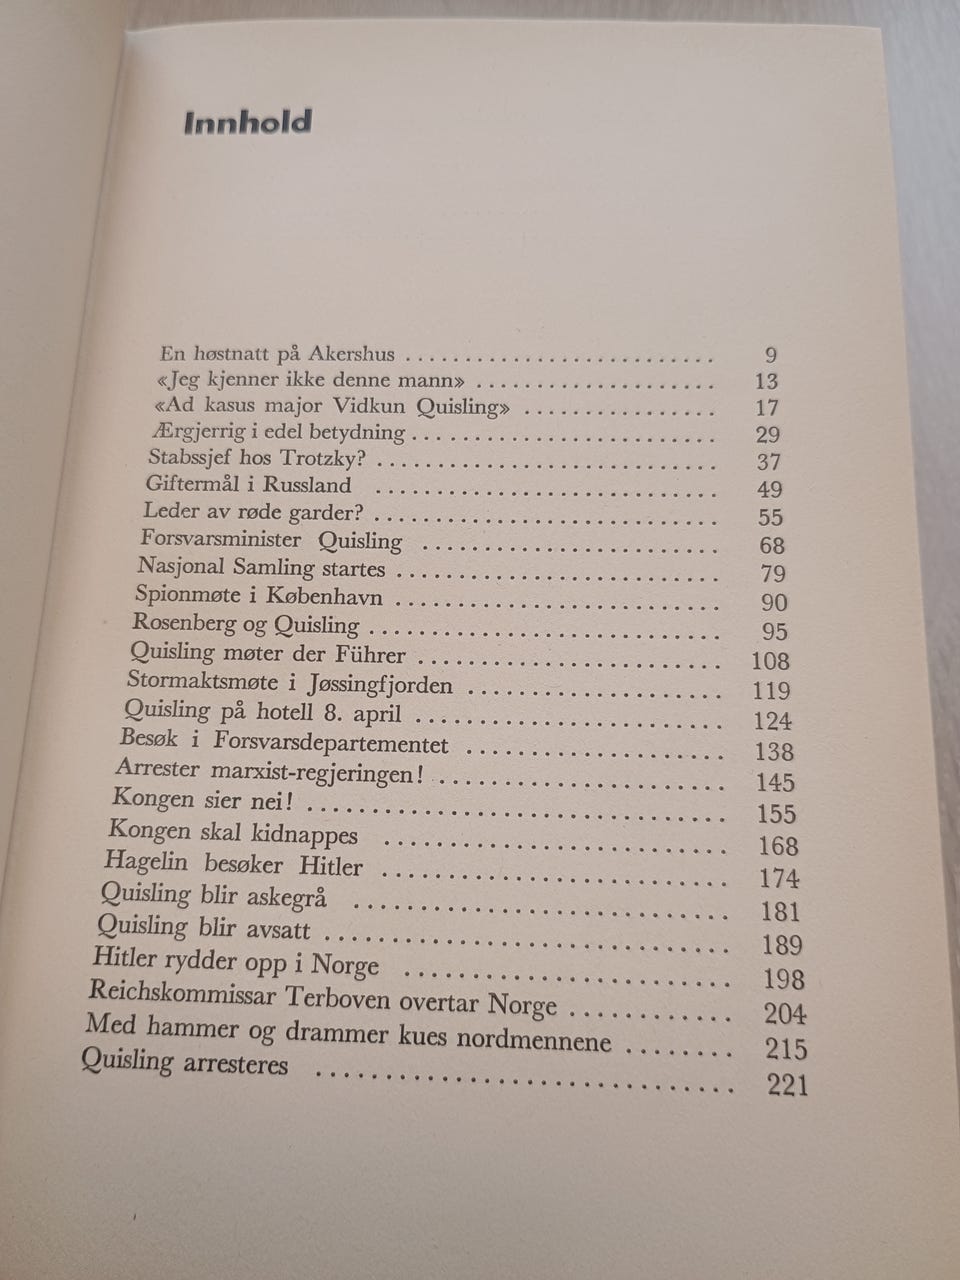 Innhold
En høstnatt på Akershus . . . . . . . . . . . . . . . . . . . . . . . . . . 9
«Jeg kjenner ikke denne mann» . . . . . . . . . . . . . . . . . . . . 13
«Ad kasus major Vidkun Quisling» . . . . . . . . . . . . . . . . 17
Ærgjerrig i edel betydning . . . . . . . . . . . . . . . . . . . . . . . . . . 29
Stabssjef hos Trotzky? . . . . . . . . . . . . . . . . . . . . . . . . . . . . . 37
Giftermål i Russland . . . . . . . . . . . . . . . . . . . . . . . . . . . . . 49
Leder av røde garder? . . . . . . . . . . . . . . . . . . . . . . . . . . . . . 55
Forsvarsminister Quisling . . . . . . . . . . . . . . . . . . . . . . . . . 68
Nasjonal Samling startes . . . . . . . . . . . . . . . . . . . . . . . . . . . 79
Spionmøte i København . . . . . . . . . . . . . . . . . . . . . . . . . . . 90
Rosenberg og Quisling . . . . . . . . . . . . . . . . . . . . . . . . . . . . . 95
Quisling møter der Führer . . . . . . . . . . . . . . . . . . . . . . . . . . 108
Stormaktsmøte i Jøssingfjorden . . . . . . . . . . . . . . . . . . . . . 119
Quisling på hotell 8. april . . . . . . . . . . . . . . . . . . . . . . . . . . 124
Besøk i Forsvarsdepartementet . . . . . . . . . . . . . . . . . . . . . . 138
Arrester marxist-regjeringen! . . . . . . . . . . . . . . . . . . . . . . . . 145
Kongen sier nei! . . . . . . . . . . . . . . . . . . . . . . . . . . . . . . . . . . . 155
Kongen skal kidnappes . . . . . . . . . . . . . . . . . . . . . . . . . . . . . 168
Hagelin besøker Hitler . . . . . . . . . . . . . . . . . . . . . . . . . . . . . 174
Quisling blir askegrå . . . . . . . . . . . . . . . . . . . . . . . . . . . . . . . . 181
Quisling blir avsatt . . . . . . . . . . . . . . . . . . . . . . . . . . . . . . . . . . 189
Hitler rydder opp i Norge . . . . . . . . . . . . . . . . . . . . . . . . . . . 198
Reichskommissar Terboven overtar Norge . . . . . . . . . . . . . 204
Med hammer og drammer kues nordmennene . . . . . . . . 215
Quisling arresteres . . . . . . . . . . . . . . . . . . . . . . . . . . . . . . . . . . . 221